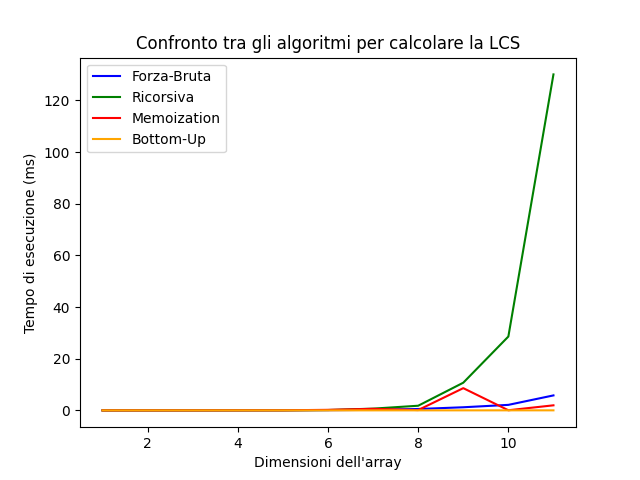 Confronto tra gli algoritmi per calcolare la LCS
Forza-Bruta
Ricorsiva
Memoization
Bottom-Up
Tempo di esecuzione (ms)
120
100
80
60
40
20
0
2 4 6 8 10
Dimensioni dell'array